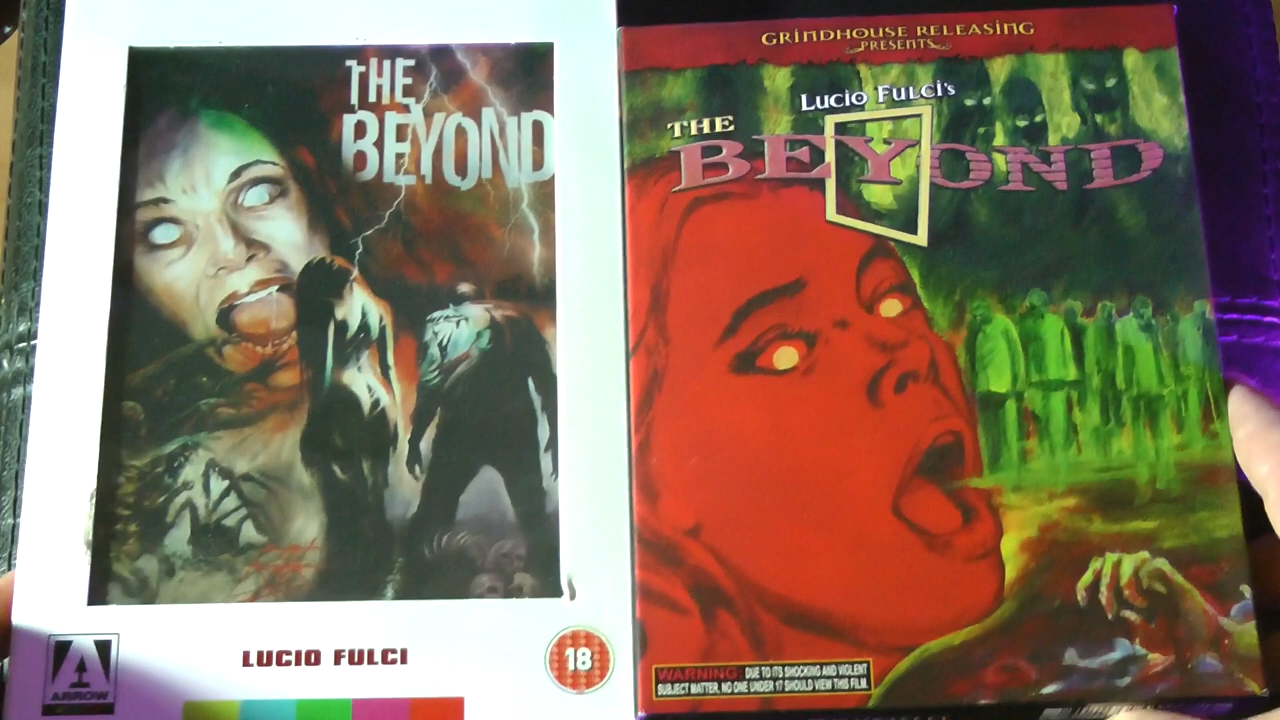 THE
BEYOND
LUCIO FULCI
ARROW
18
GRINDHOUSE RELEASING
PRESENTS
LUCIO FULCI'S
THE
BEYOND
WARNING: DUE TO ITS SHOCKING AND VIOLENT
SUBJECT MATTER, NO ONE UNDER 17 SHOULD VIEW THIS FILM.